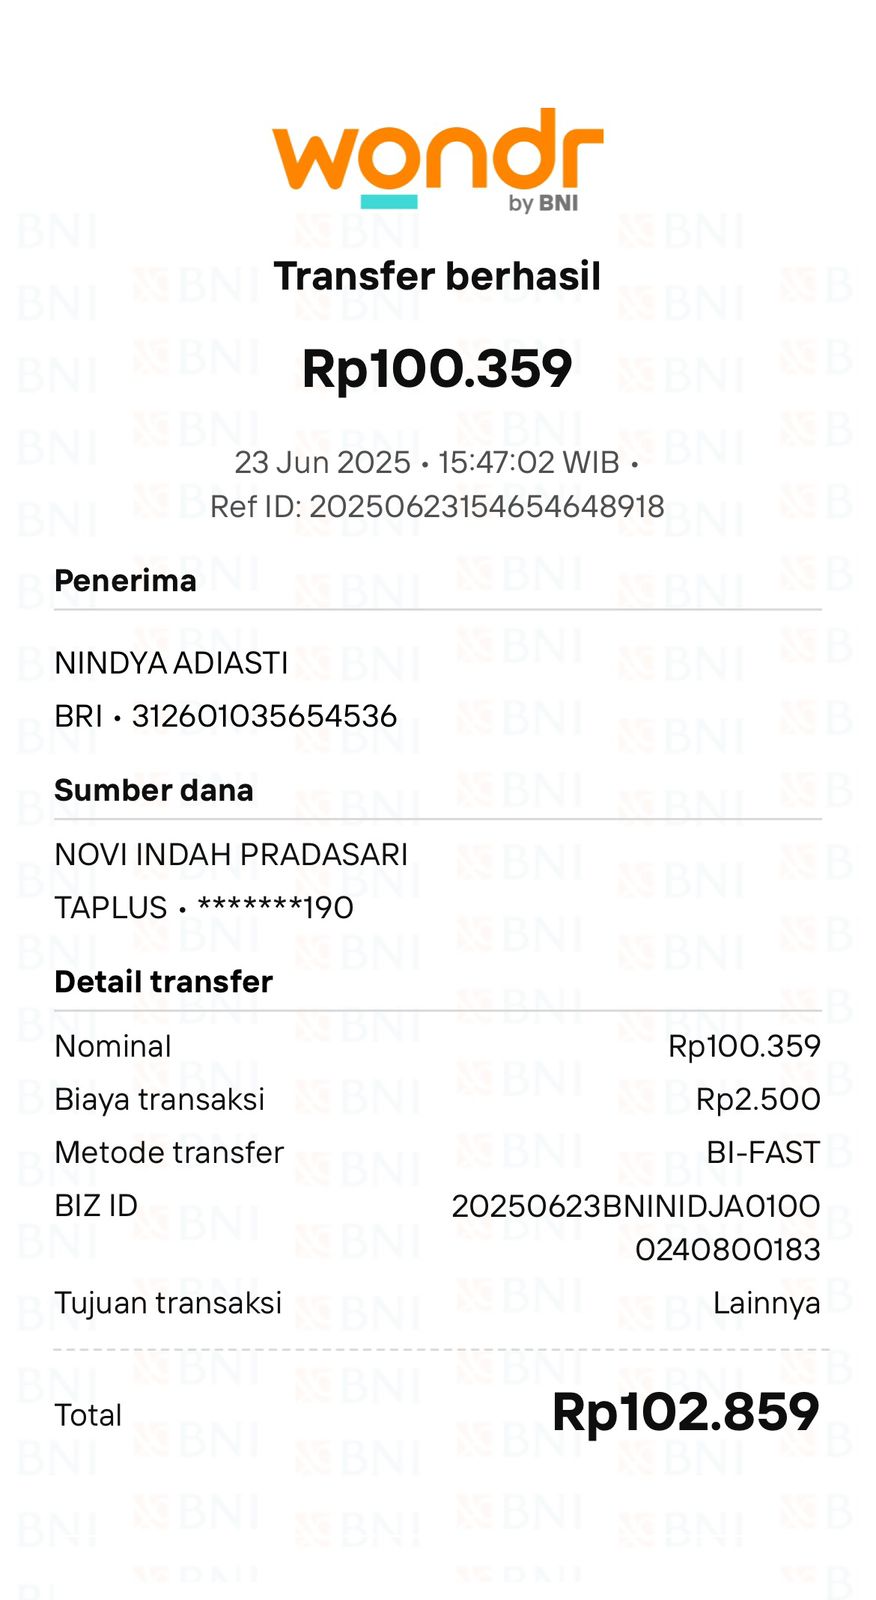 wondr
by BNI
Transfer berhasil
Rp100.359
23 Jun 2025 • 15:47:02 WIB •
Ref ID: 20250623154654648918
Penerima
NINDYA ADIASTI
BRI • 312601035654536
Sumber dana
NOVI INDAH PRADASARI
TAPLUS • *******190
Detail transfer
Nominal Rp100.359
Biaya transaksi Rp2.500
Metode transfer BI-FAST
BIZ ID 20250623BNINIDJA0100
0240800183
Tujuan transaksi Lainnya
Total Rp102.859